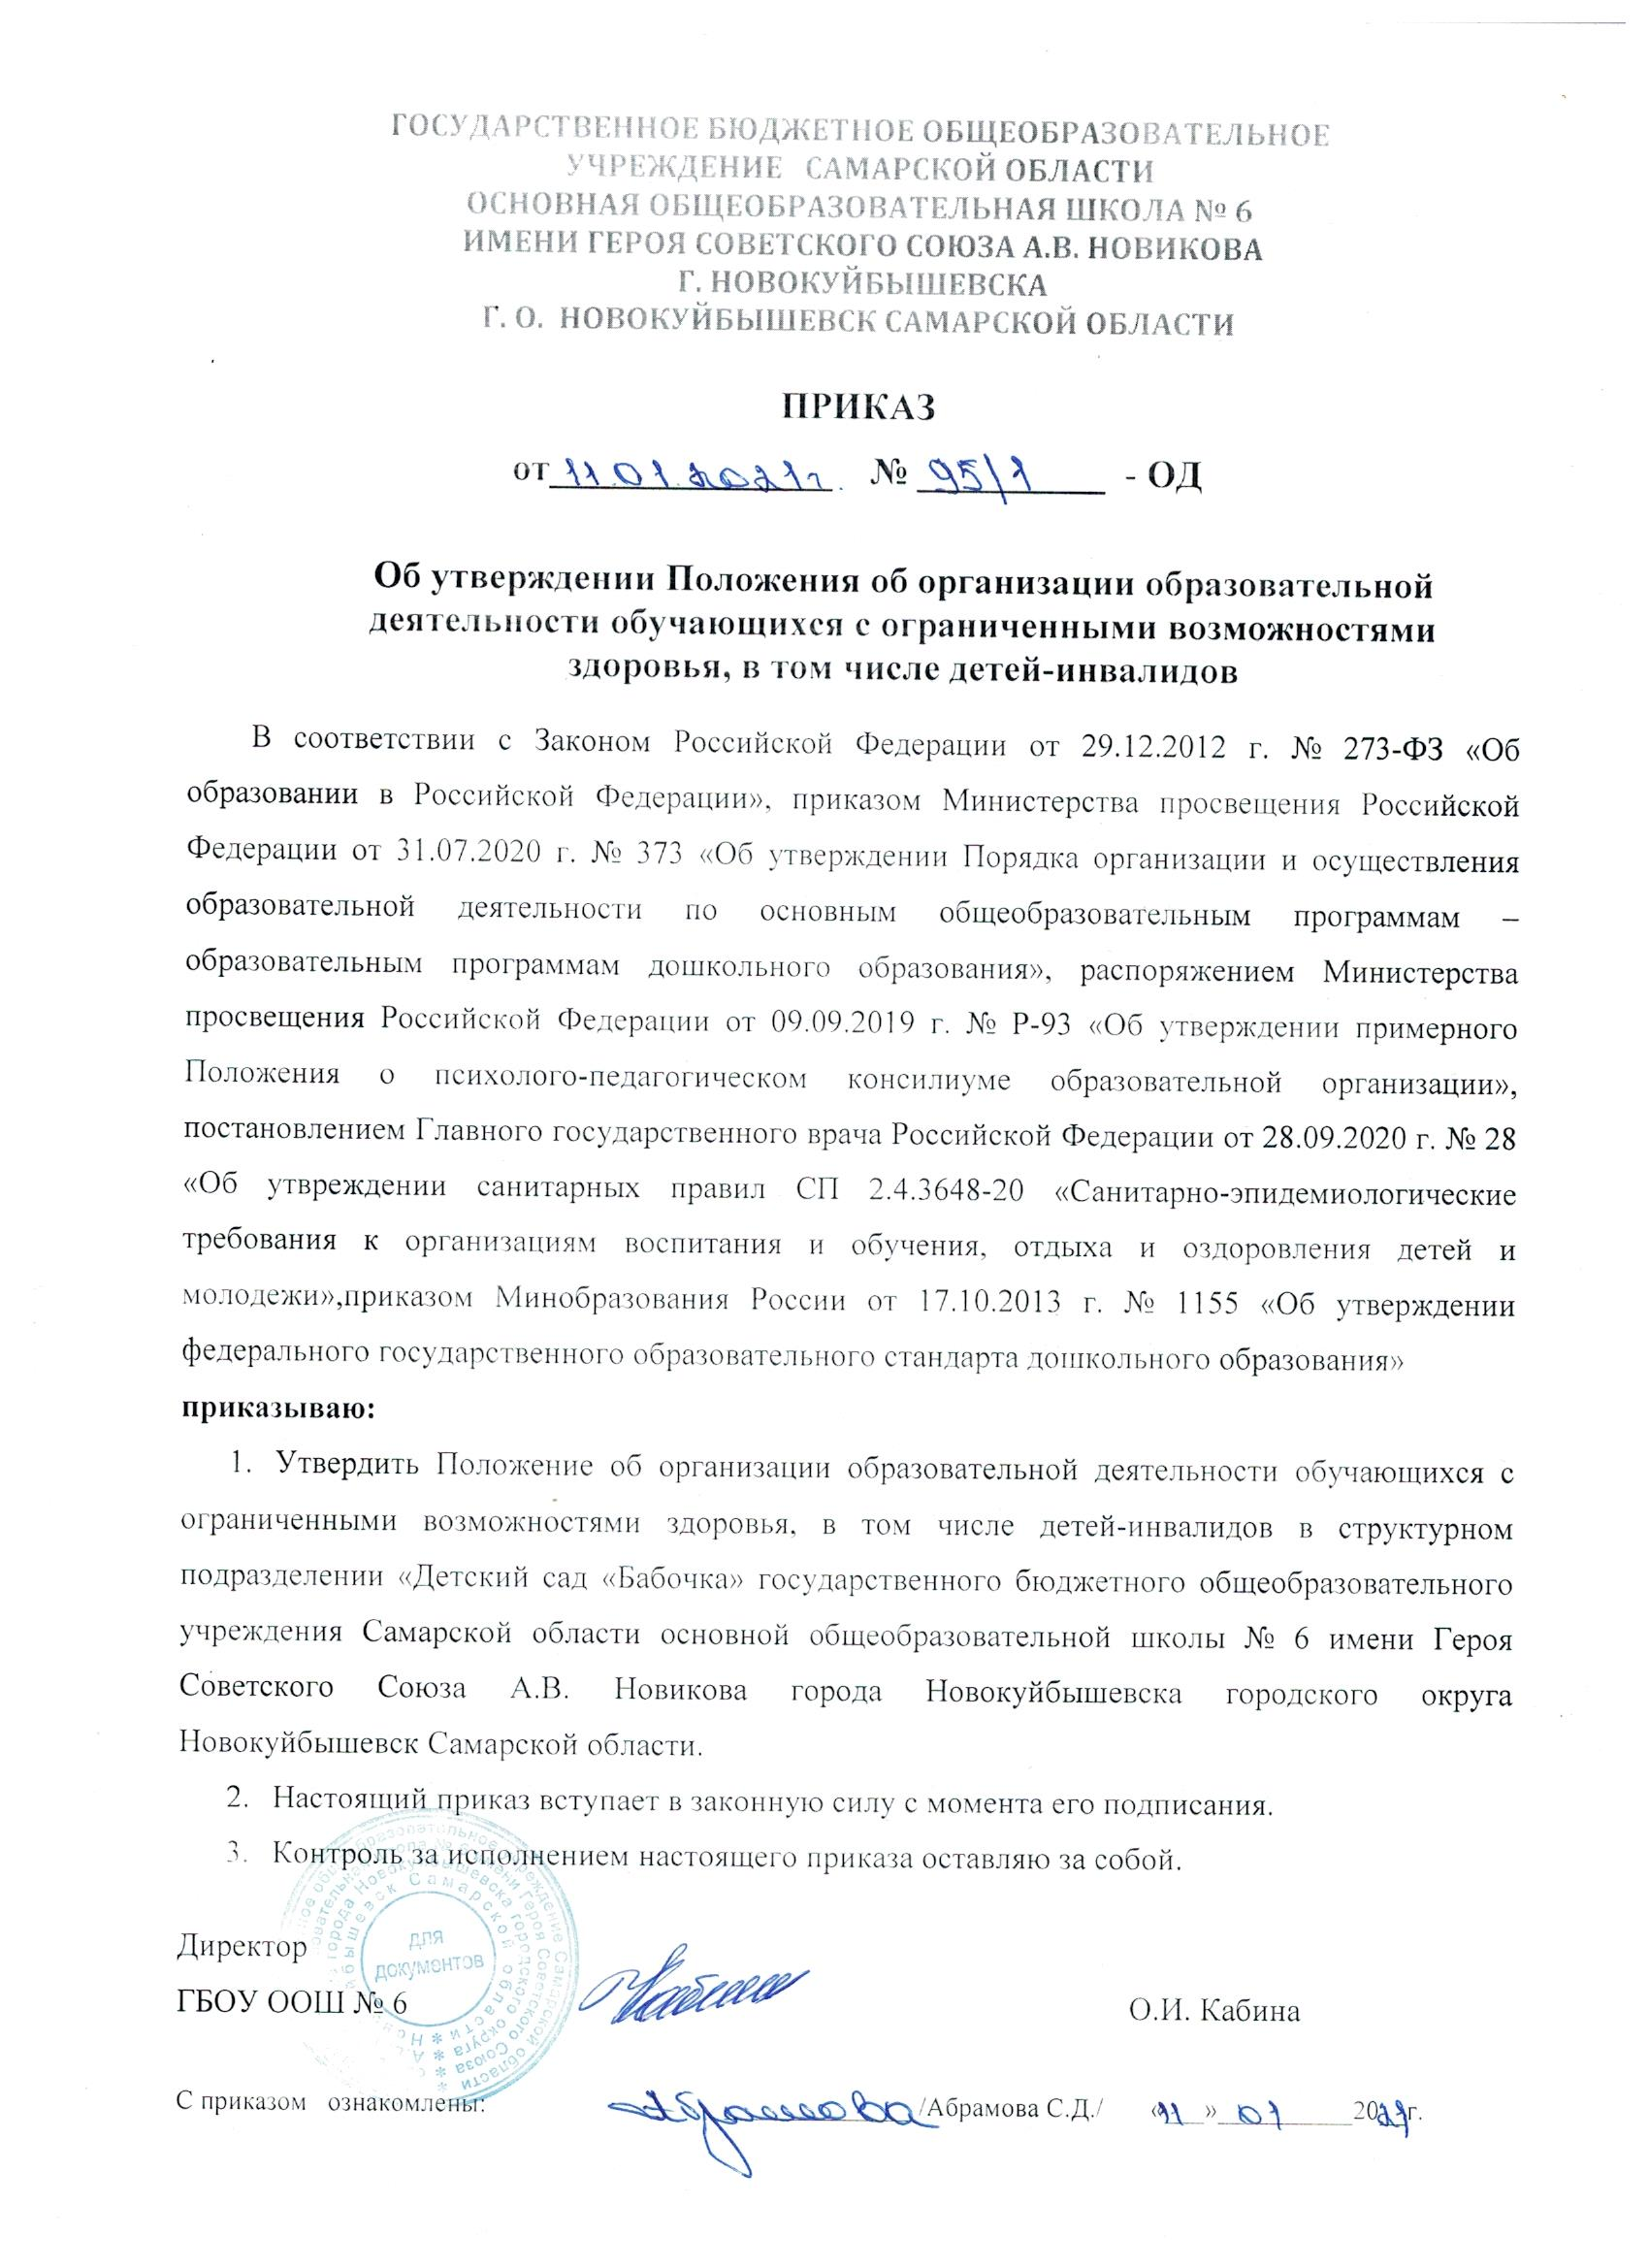 ГОСУДАРСТВЕННОЕ БЮДЖЕТНОЕ ОБЩЕОБРАЗОВАТЕЛЬНОЕ
УЧРЕЖДЕНИЕ САМАРСКОЙ ОБЛАСТИ
ОСНОВНАЯ ОБЩЕОБРАЗОВАТЕЛЬНАЯ ШКОЛА № 6
ИМЕНИ ГЕРОЯ СОВЕТСКОГО СОЮЗА А.В. НОВИКОВА
Г. НОВОКУЙБЫШЕВСКА
Г. О. НОВОКУЙБЫШЕВСК САМАРСКОЙ ОБЛАСТИ
ПРИКАЗ
от 11.01.2021г. № 95/1 - ОД
Об утверждении Положения об организации образовательной
деятельности обучающихся с ограниченными возможностями
здоровья, в том числе детей-инвалидов
В соответствии с Законом Российской Федерации от 29.12.2012 г. № 273-ФЗ «Об
образовании в Российской Федерации», приказом Министерства просвещения Российской
Федерации от 31.07.2020 г. № 373 «Об утверждении Порядка организации и осуществления
образовательной деятельности по основным общеобразовательным программам –
образовательным программам дошкольного образования», распоряжением Министерства
просвещения Российской Федерации от 09.09.2019 г. № Р-93 «Об утверждении примерного
Положения о психолого-педагогическом консилиуме образовательной организации»,
постановлением Главного государственного врача Российской Федерации от 28.09.2020 г. № 28
«Об утвреждении санитарных правил СП 2.4.3648-20 «Санитарно-эпидемиологические
требования к организациям воспитания и обучения, отдыха и оздоровления детей и
молодежи»,приказом Минобразования России от 17.10.2013 г. № 1155 «Об утверждении
федерального государственного образовательного стандарта дошкольного образования»
приказываю:
1. Утвердить Положение об организации образовательной деятельности обучающихся с
ограниченными возможностями здоровья, в том числе детей-инвалидов в структурном
подразделении «Детский сад «Бабочка» государственного бюджетного общеобразовательного
учреждения Самарской области основной общеобразовательной школы № 6 имени Героя
Советского Союза А.В. Новикова города Новокуйбышевска городского округа
Новокуйбышевск Самарской области.
2. Настоящий приказ вступает в законную силу с момента его подписания.
3. Контроль за исполнением настоящего приказа оставляю за собой.
для
документов
Директор
ГБОУ ООШ № 6 О.И. Кабина
С приказом ознакомлены: Абрамова /Абрамова С.Д./ «11» 01 2021г.